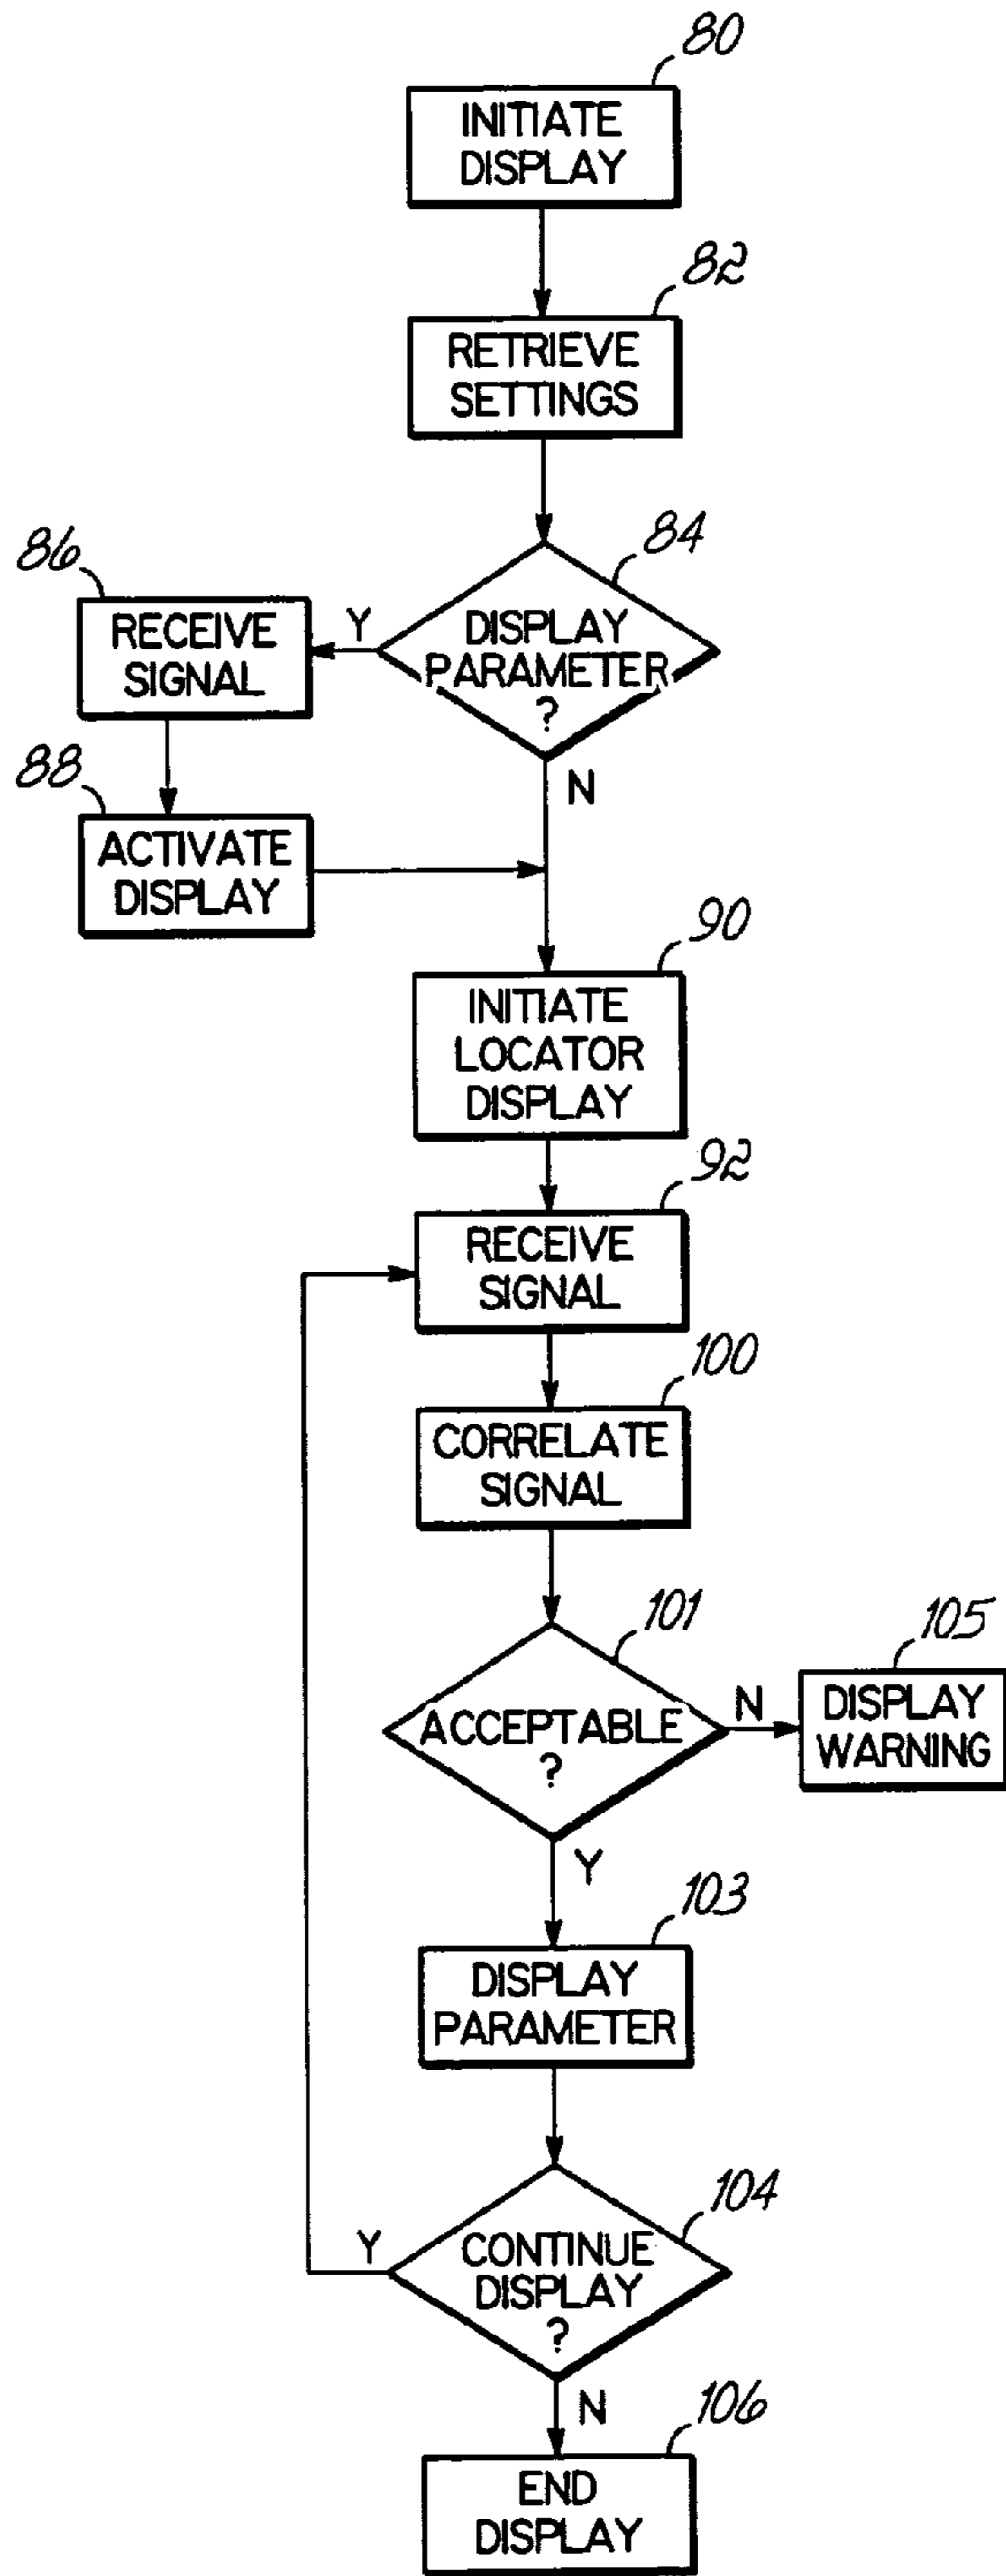 80
INITIATE
DISPLAY
82
RETRIEVE
SETTINGS
84
DISPLAY
PARAMETER
?
Y
N
86
RECEIVE
SIGNAL
88
ACTIVATE
DISPLAY
90
INITIATE
LOCATOR
DISPLAY
92
RECEIVE
SIGNAL
100
CORRELATE
SIGNAL
101
ACCEPTABLE
?
N
105
DISPLAY
WARNING
Y
103
DISPLAY
PARAMETER
104
CONTINUE
DISPLAY
?
Y
N
106
END
DISPLAY